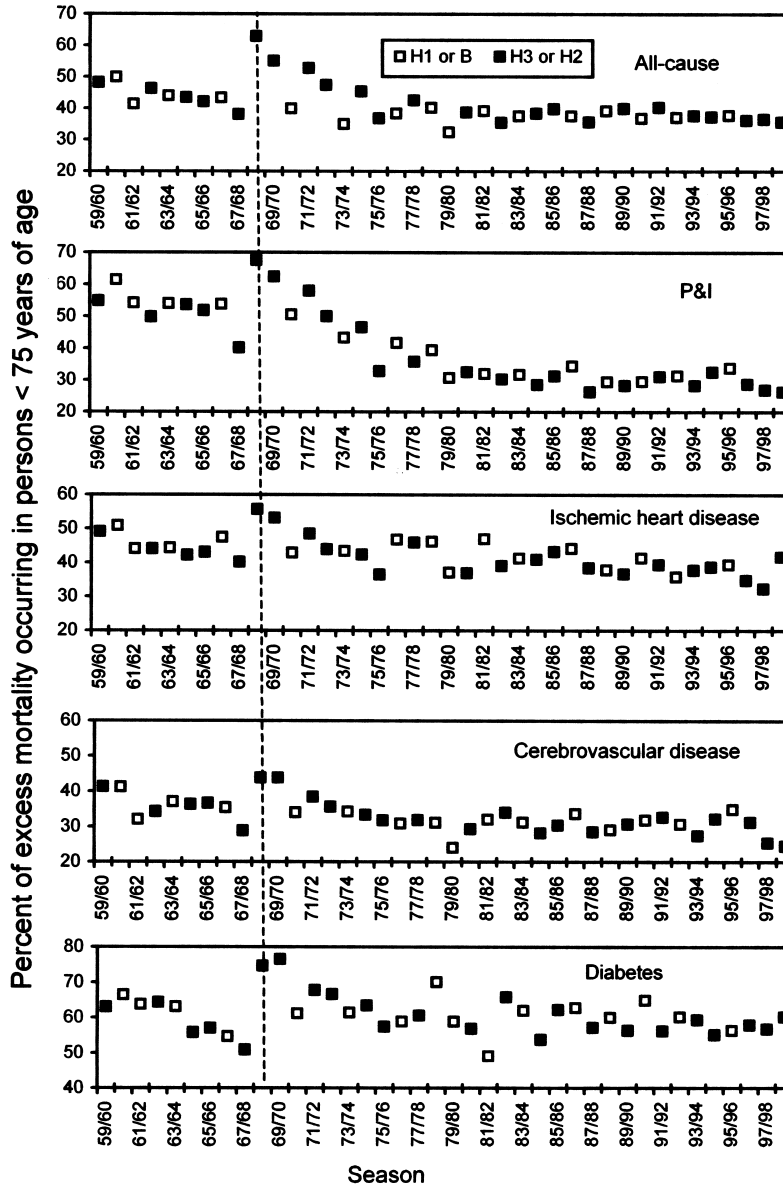 Percent of excess mortality occurring in persons < 75 years of age
70
60
50
40
30
20
H1 or B H3 or H2
All-cause
59/60 61/62 63/64 65/66 67/68 69/70 71/72 73/74 75/76 77/78 79/80 81/82 83/84 85/86 87/88 89/90 91/92 93/94 95/96 97/98
70
60
50
40
30
20
P&I
59/60 61/62 63/64 65/66 67/68 69/70 71/72 73/74 75/76 77/78 79/80 81/82 83/84 85/86 87/88 89/90 91/92 93/94 95/96 97/98
60
50
40
30
20
Ischemic heart disease
59/60 61/62 63/64 65/66 67/68 69/70 71/72 73/74 75/76 77/78 79/80 81/82 83/84 85/86 87/88 89/90 91/92 93/94 95/96 97/98
60
50
40
30
20
Cerebrovascular disease
59/60 61/62 63/64 65/66 67/68 69/70 71/72 73/74 75/76 77/78 79/80 81/82 83/84 85/86 87/88 89/90 91/92 93/94 95/96 97/98
80
70
60
50
40
Diabetes
59/60 61/62 63/64 65/66 67/68 69/70 71/72 73/74 75/76 77/78 79/80 81/82 83/84 85/86 87/88 89/90 91/92 93/94 95/96 97/98
Season